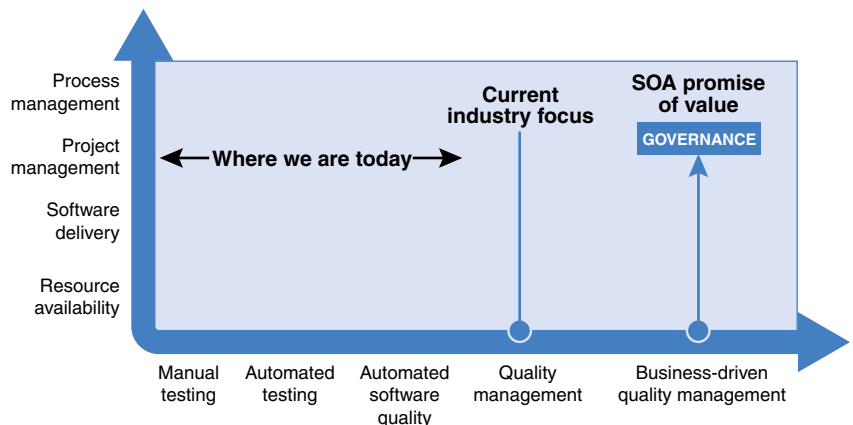 Process
management
Project
management
Software
delivery
Resource
availability
Where we are today
Current
industry focus
SOA promise
of value
GOVERNANCE
Manual
testing
Automated
testing
Automated
software
quality
Quality
management
Business-driven
quality management